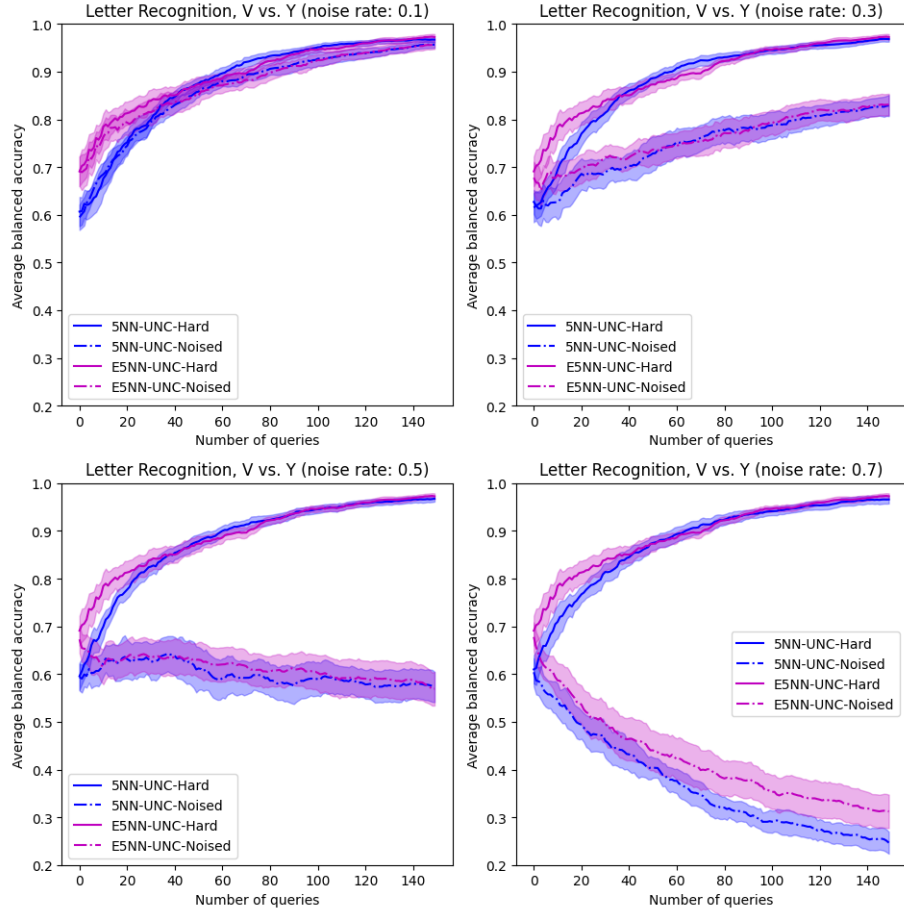 Letter Recognition, V vs. Y (noise rate: 0.1)
1.0
0.9
0.8
0.7
0.6
0.5
0.4
0.3
0.2
Average balanced accuracy
5NN-UNC-Hard
5NN-UNC-Noised
E5NN-UNC-Hard
E5NN-UNC-Noised
0 20 40 60 80 100 120 140
Number of queries
Letter Recognition, V vs. Y (noise rate: 0.3)
1.0
0.9
0.8
0.7
0.6
0.5
0.4
0.3
0.2
Average balanced accuracy
5NN-UNC-Hard
5NN-UNC-Noised
E5NN-UNC-Hard
E5NN-UNC-Noised
0 20 40 60 80 100 120 140
Number of queries
Letter Recognition, V vs. Y (noise rate: 0.5)
1.0
0.9
0.8
0.7
0.6
0.5
0.4
0.3
0.2
Average balanced accuracy
5NN-UNC-Hard
5NN-UNC-Noised
E5NN-UNC-Hard
E5NN-UNC-Noised
0 20 40 60 80 100 120 140
Number of queries
Letter Recognition, V vs. Y (noise rate: 0.7)
1.0
0.9
0.8
0.7
0.6
0.5
0.4
0.3
0.2
Average balanced accuracy
5NN-UNC-Hard
5NN-UNC-Noised
E5NN-UNC-Hard
E5NN-UNC-Noised
0 20 40 60 80 100 120 140
Number of queries